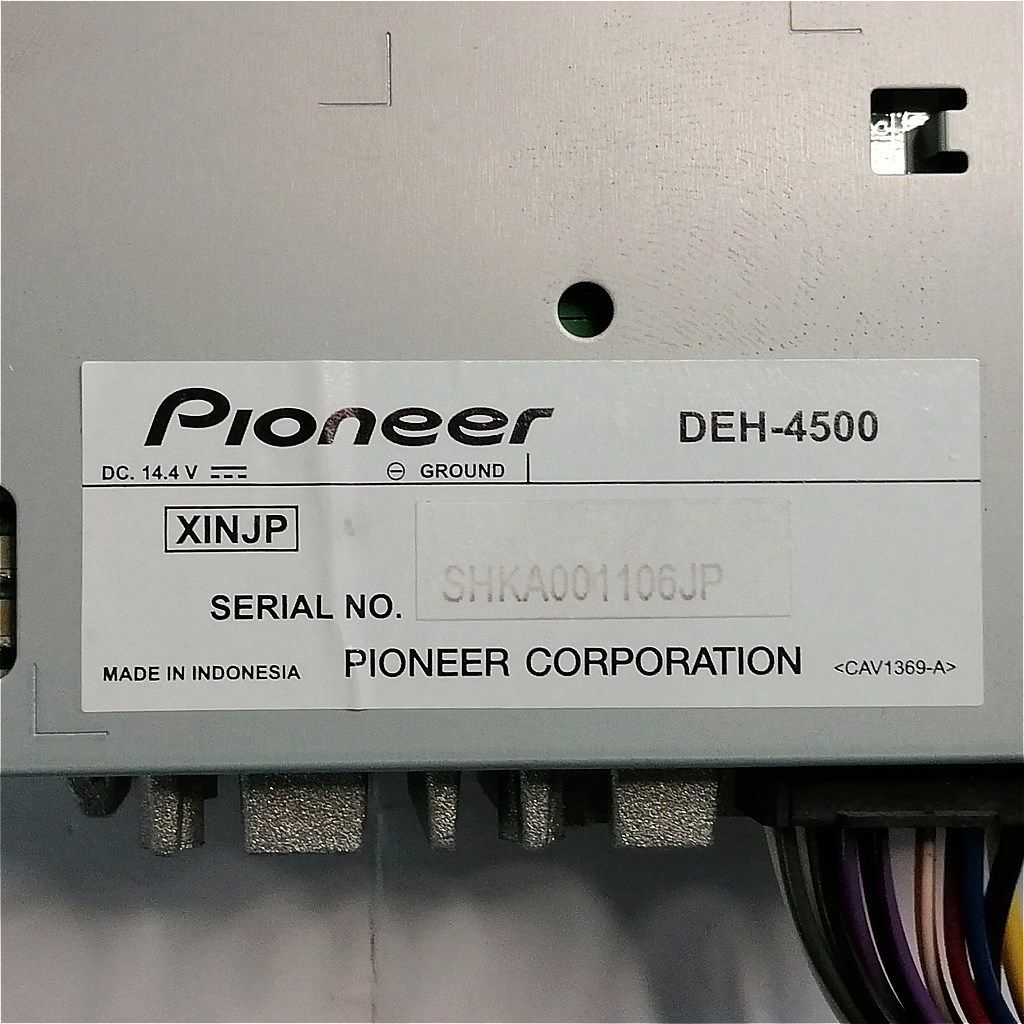 Pioneer DEH-4500
DC. 14.4 V ⎓ ⊖ GROUND
XINJP
SERIAL NO. SHKA001106JP
MADE IN INDONESIA PIONEER CORPORATION <CAV1369-A>